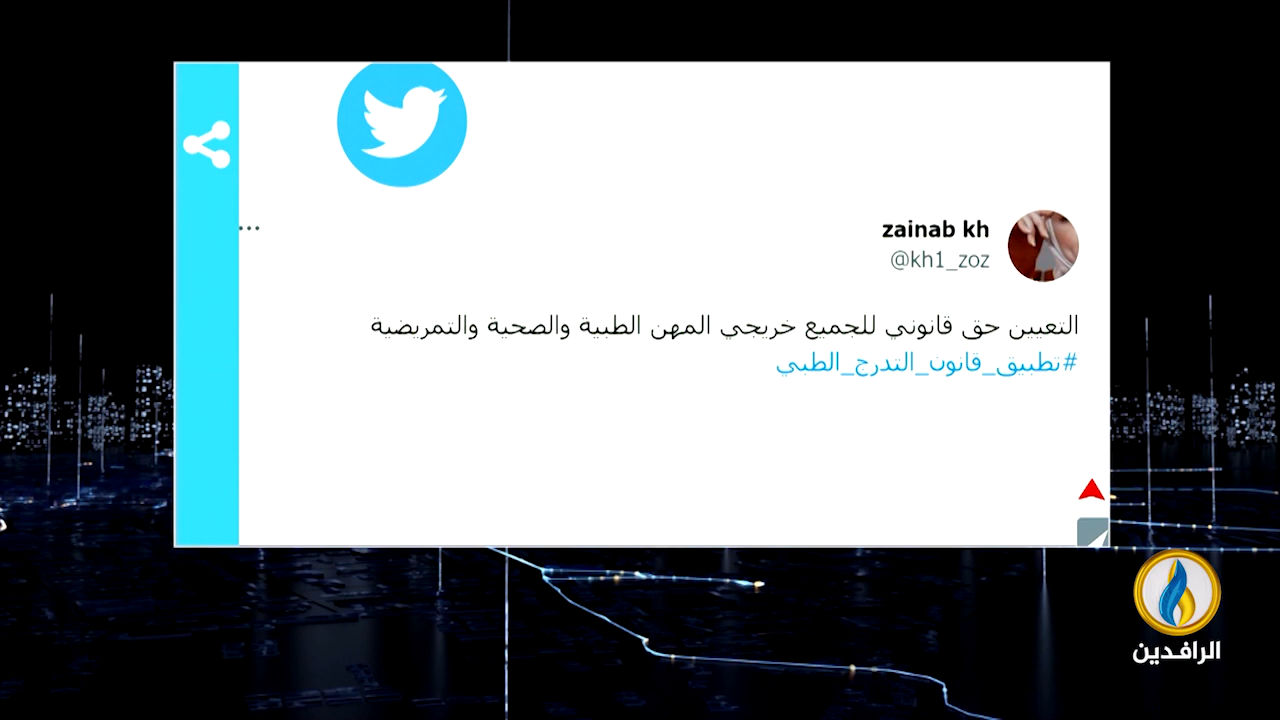 zainab kh
@kh1_zoz
التعيين حق قانوني للجميع خريجي المهن الطبية والصحية والتمريضية
#تطبيق_قانون_التدرج_الطبي
الرافدين